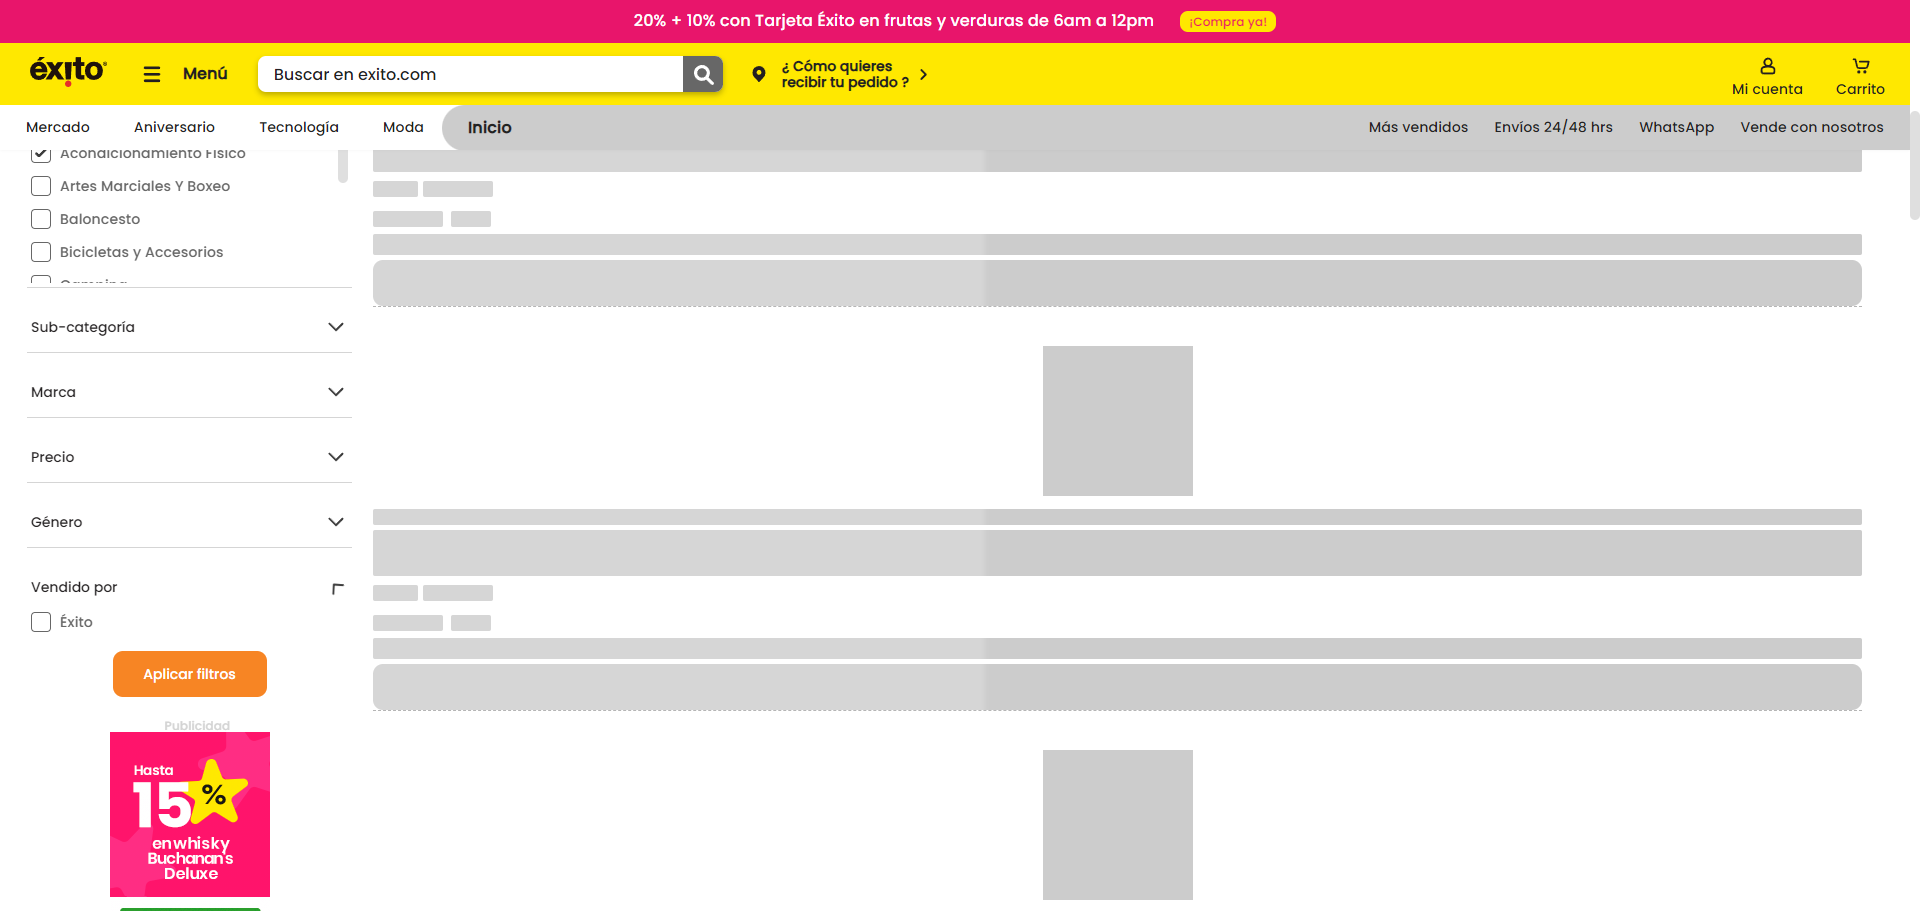 20% + 10% con Tarjeta Éxito en frutas y verduras de 6am a 12pm
¡Compra ya!
éxito
Menú
Buscar en exito.com
¿ Cómo quieres
recibir tu pedido ?
Mi cuenta
Carrito
Mercado
Aniversario
Tecnología
Moda
Inicio
Más vendidos
Envíos 24/48 hrs
WhatsApp
Vende con nosotros
Acondicionamiento Físico
Artes Marciales Y Boxeo
Baloncesto
Bicicletas y Accesorios
Camping
Sub-categoría
Marca
Precio
Género
Vendido por
Éxito
Aplicar filtros
Publicidad
Hasta
15%
en whisky
Buchanan's
Deluxe